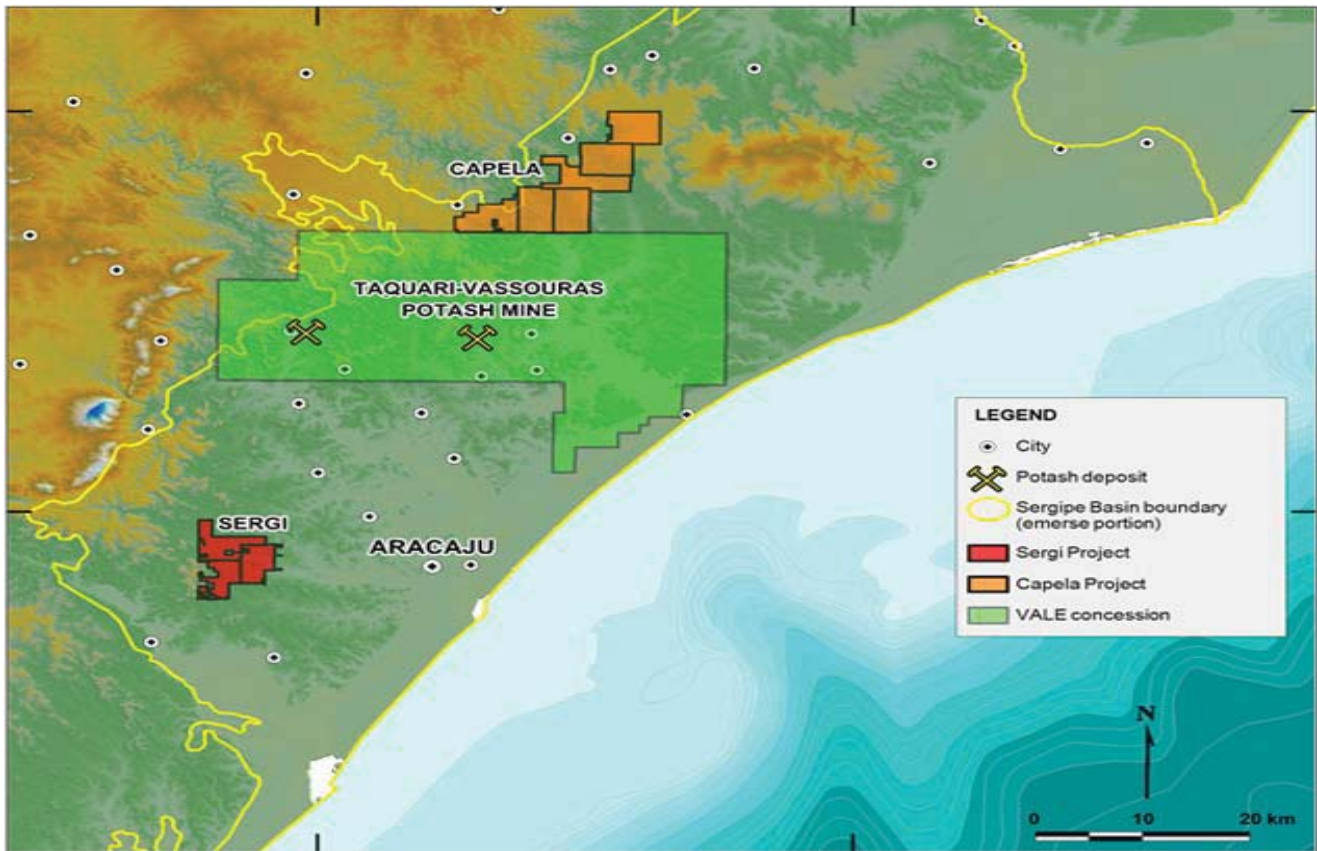 CAPELA
TAQUARI-VASSOURAS
POTASH MINE
SERGI
ARACAJU
LEGEND
City
Potash deposit
Sergipe Basin boundary
(emerse portion)
Sergi Project
Capela Project
VALE concession
N
0 10 20 km